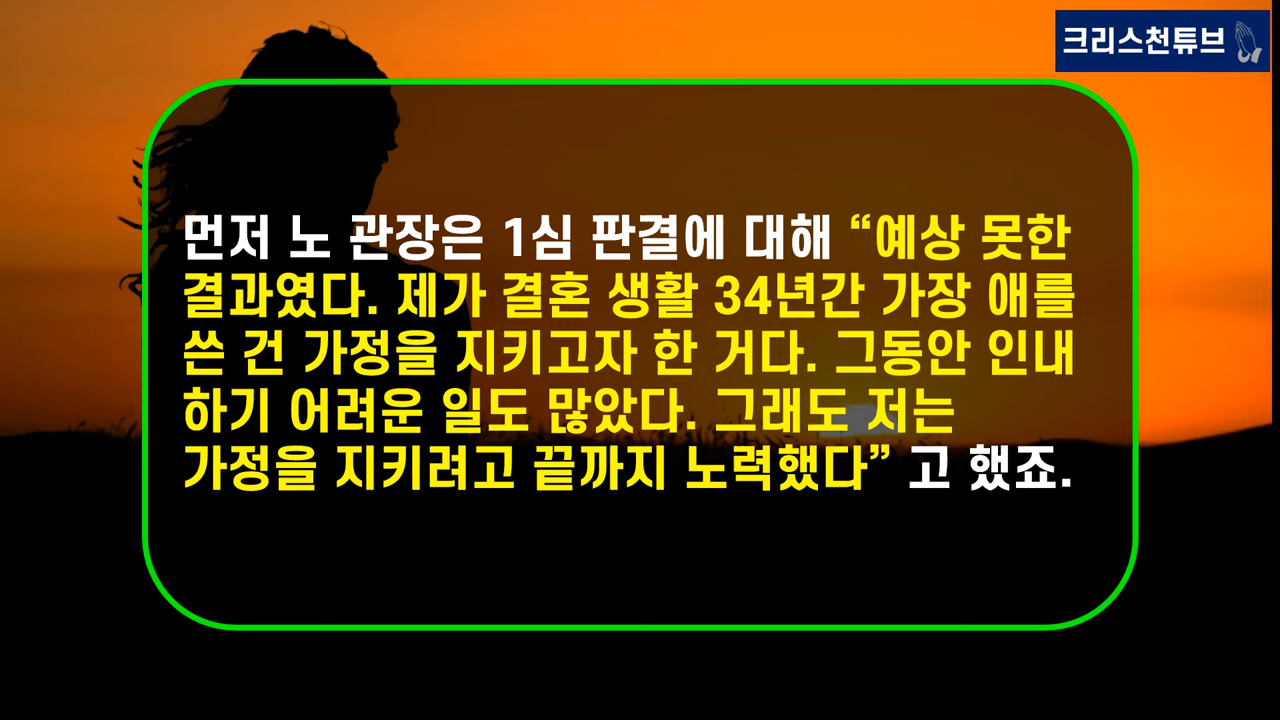 크리스천튜브
먼저 노 관장은 1심 판결에 대해 “예상 못한
결과였다. 제가 결혼 생활 34년간 가장 애를
쓴 건 가정을 지키고자 한 거다. 그동안 인내
하기 어려운 일도 많았다. 그래도 저는
가정을 지키려고 끝까지 노력했다” 고 했죠.